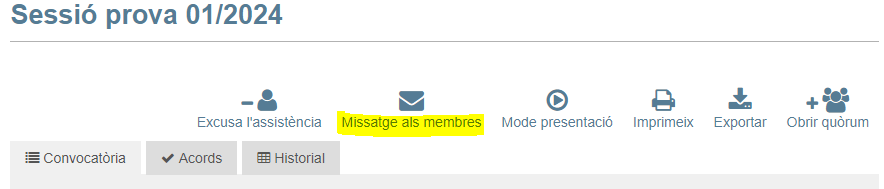 Sessió prova 01/2024
Excusa l'assistència Missatge als membres Mode presentació Imprimeix Exportar Obrir quòrum
Convocatòria Acords Historial